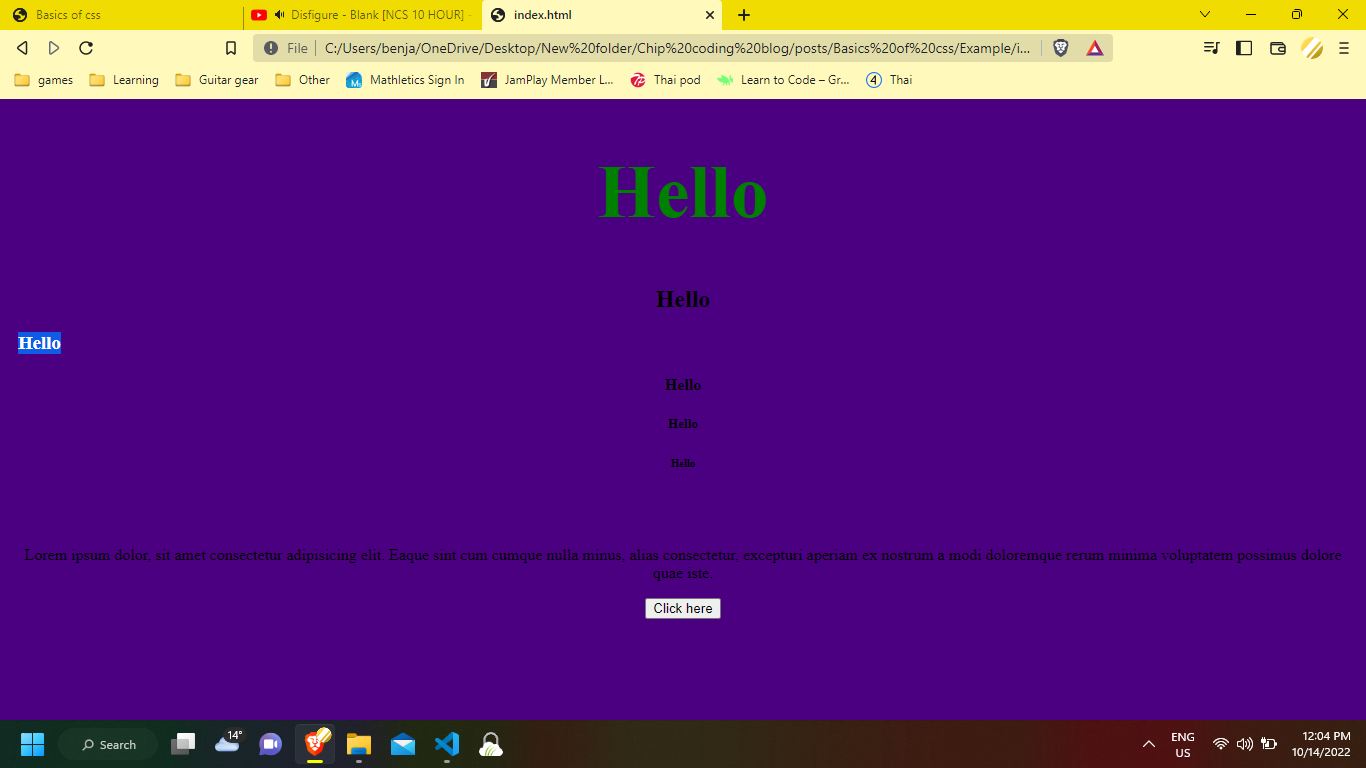 Basics of css
Disfigure - Blank [NCS 10 HOUR] -
index.html
File
C:/Users/benja/OneDrive/Desktop/New%20folder/Chip%20coding%20blog/posts/Basics%20of%20css/Example/i...
games
Learning
Guitar gear
Other
Mathletics Sign In
JamPlay Member L...
Thai pod
Learn to Code – Gr...
4
Thai
Hello
Hello
Hello
Hello
Hello
Hello
Lorem ipsum dolor, sit amet consectetur adipisicing elit. Eaque sint cum cumque nulla minus, alias consectetur, excepturi aperiam ex nostrum a modi doloremque rerum minima voluptatem possimus dolore
quae iste.
Click here
Search
14°
ENG
US
12:04 PM
10/14/2022